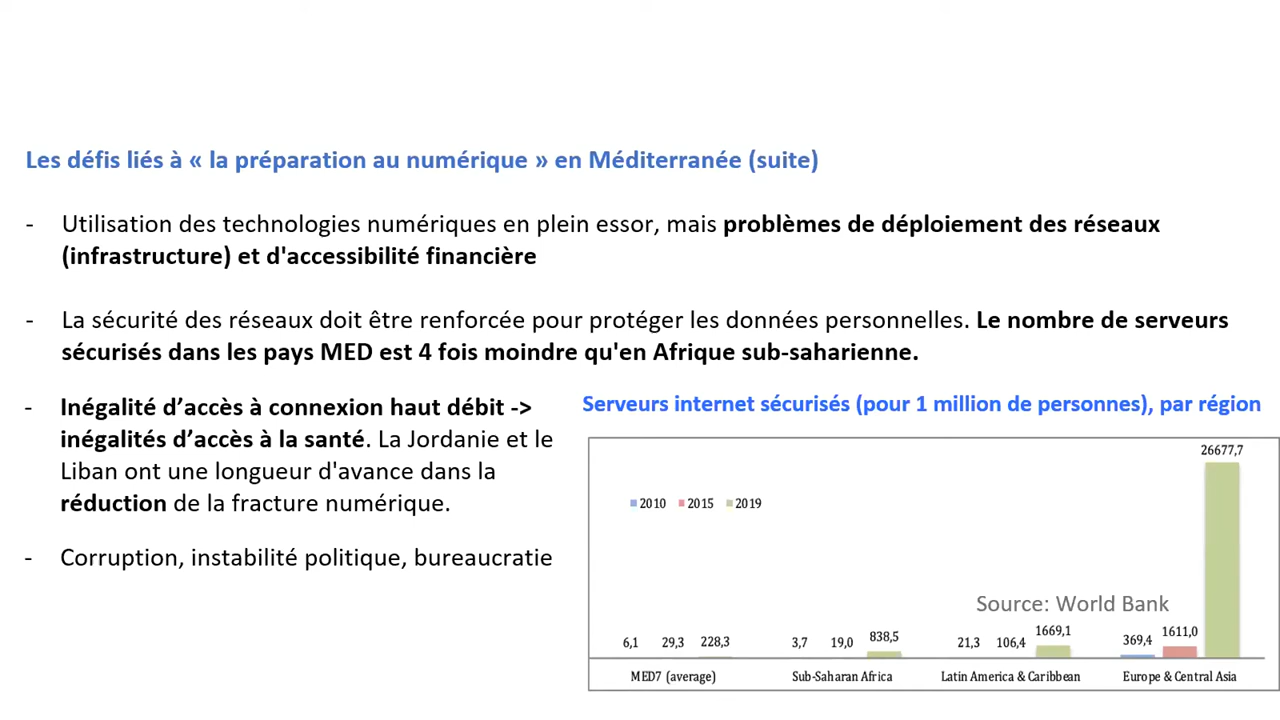 Les défis liés à « la préparation au numérique » en Méditerranée (suite)
- Utilisation des technologies numériques en plein essor, mais problèmes de déploiement des réseaux
(infrastructure) et d'accessibilité financière
- La sécurité des réseaux doit être renforcée pour protéger les données personnelles. Le nombre de serveurs
sécurisés dans les pays MED est 4 fois moindre qu'en Afrique sub-saharienne.
- Inégalité d’accès à connexion haut débit ->
inégalités d’accès à la santé. La Jordanie et le
Liban ont une longueur d'avance dans la
réduction de la fracture numérique.
- Corruption, instabilité politique, bureaucratie
Serveurs internet sécurisés (pour 1 million de personnes), par région
26677,7
2010 2015 2019
Source: World Bank
6,1 29,3 228,3 3,7 19,0 838,5 21,3 106,4 1669,1 369,4 1611,0
MED7 (average) Sub-Saharan Africa Latin America & Caribbean Europe & Central Asia